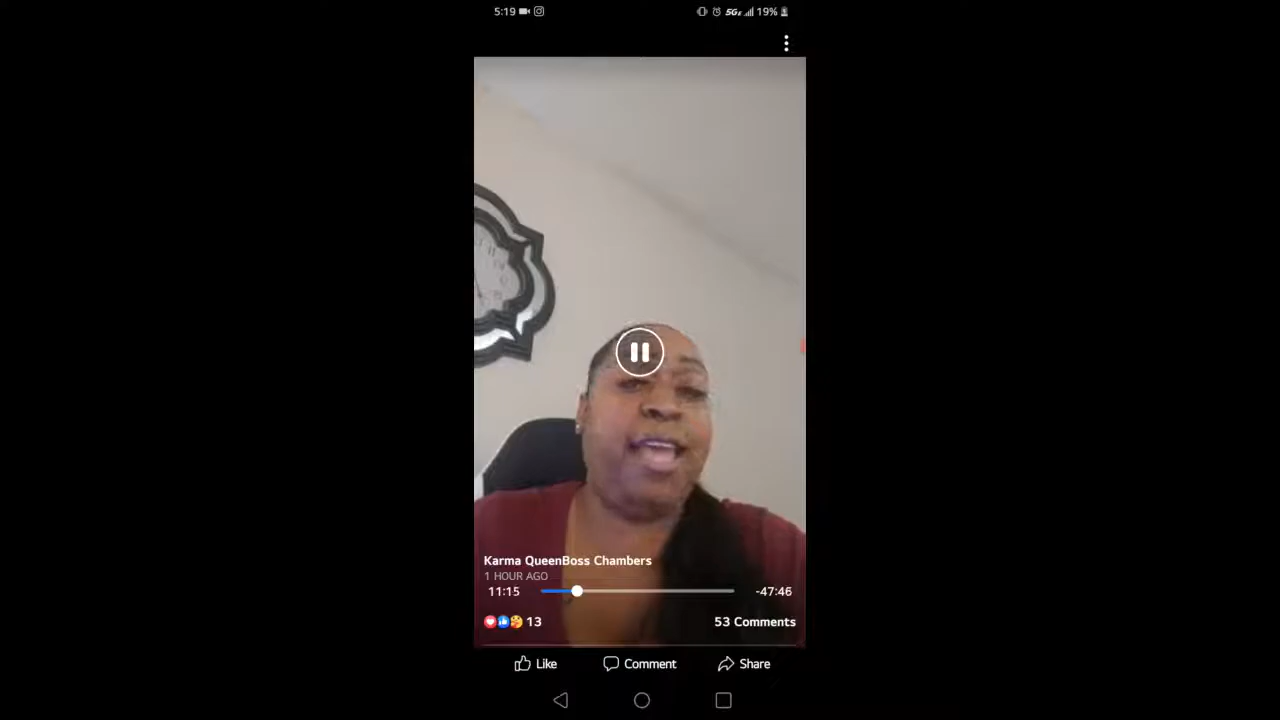 5:19 5GE 19%
Karma QueenBoss Chambers
1 HOUR AGO
11:15 -47:46
13 53 Comments
Like Comment Share